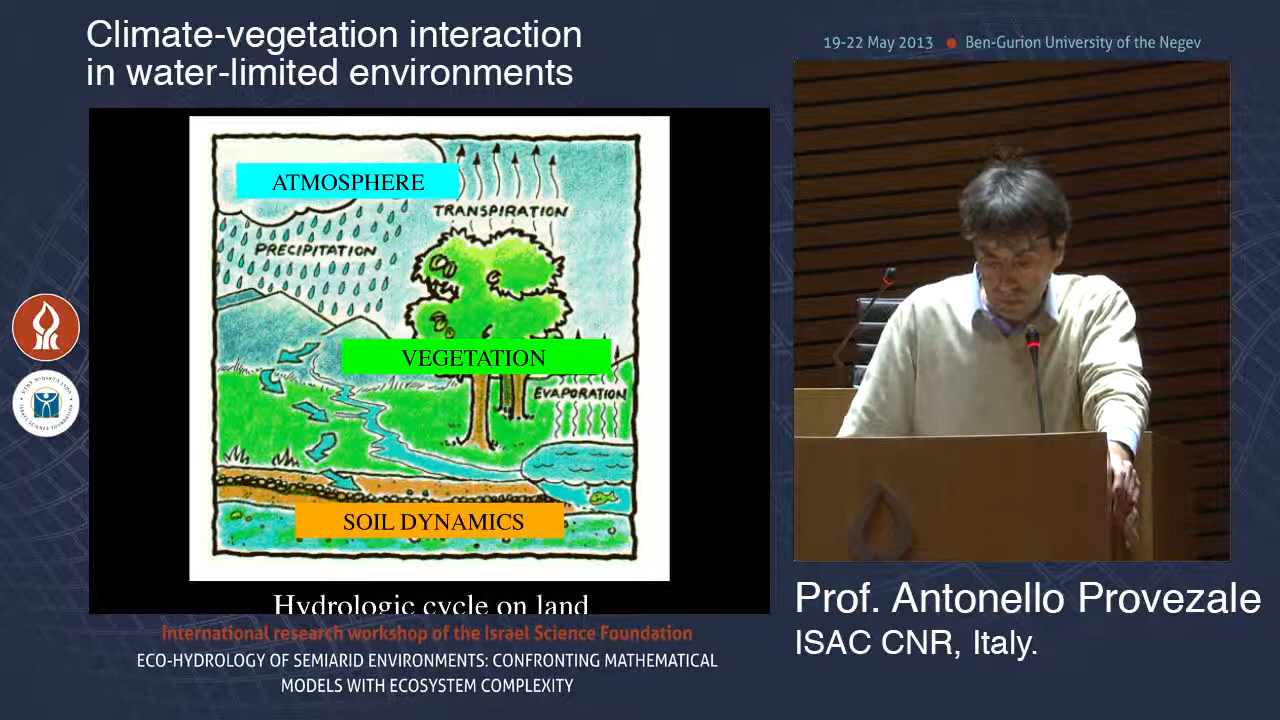 Climate-vegetation interaction
in water-limited environments
19-22 May 2013 ● Ben-Gurion University of the Negev
ATMOSPHERE
TRANSPIRATION
PRECIPITATION
VEGETATION
EVAPORATION
SOIL DYNAMICS
Hydrologic cycle on land
International research workshop of the Israel Science Foundation
ECO-HYDROLOGY OF SEMIARID ENVIRONMENTS: CONFRONTING MATHEMATICAL
MODELS WITH ECOSYSTEM COMPLEXITY
Prof. Antonello Provezale
ISAC CNR, Italy.